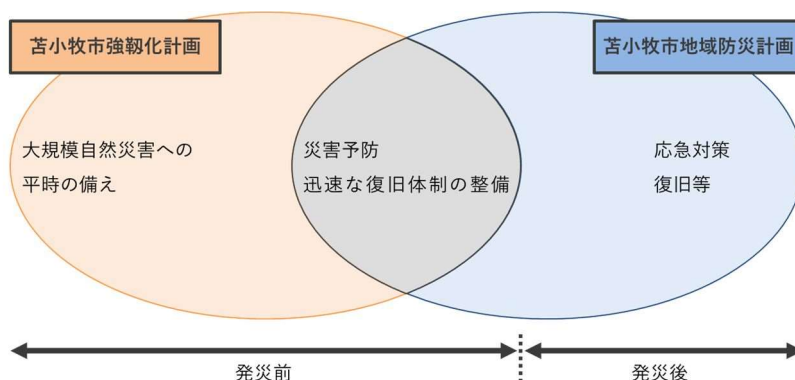 苫小牧市強靱化計画
苫小牧市地域防災計画
大規模自然災害への
平時の備え
災害予防
迅速な復旧体制の整備
応急対策
復旧等
発災前
発災後